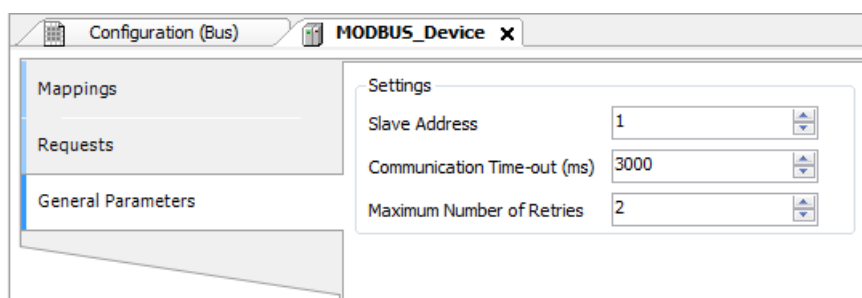 Configuration (Bus)
MODBUS_Device
Mappings
Requests
General Parameters
Settings
Slave Address
1
Communication Time-out (ms)
3000
Maximum Number of Retries
2